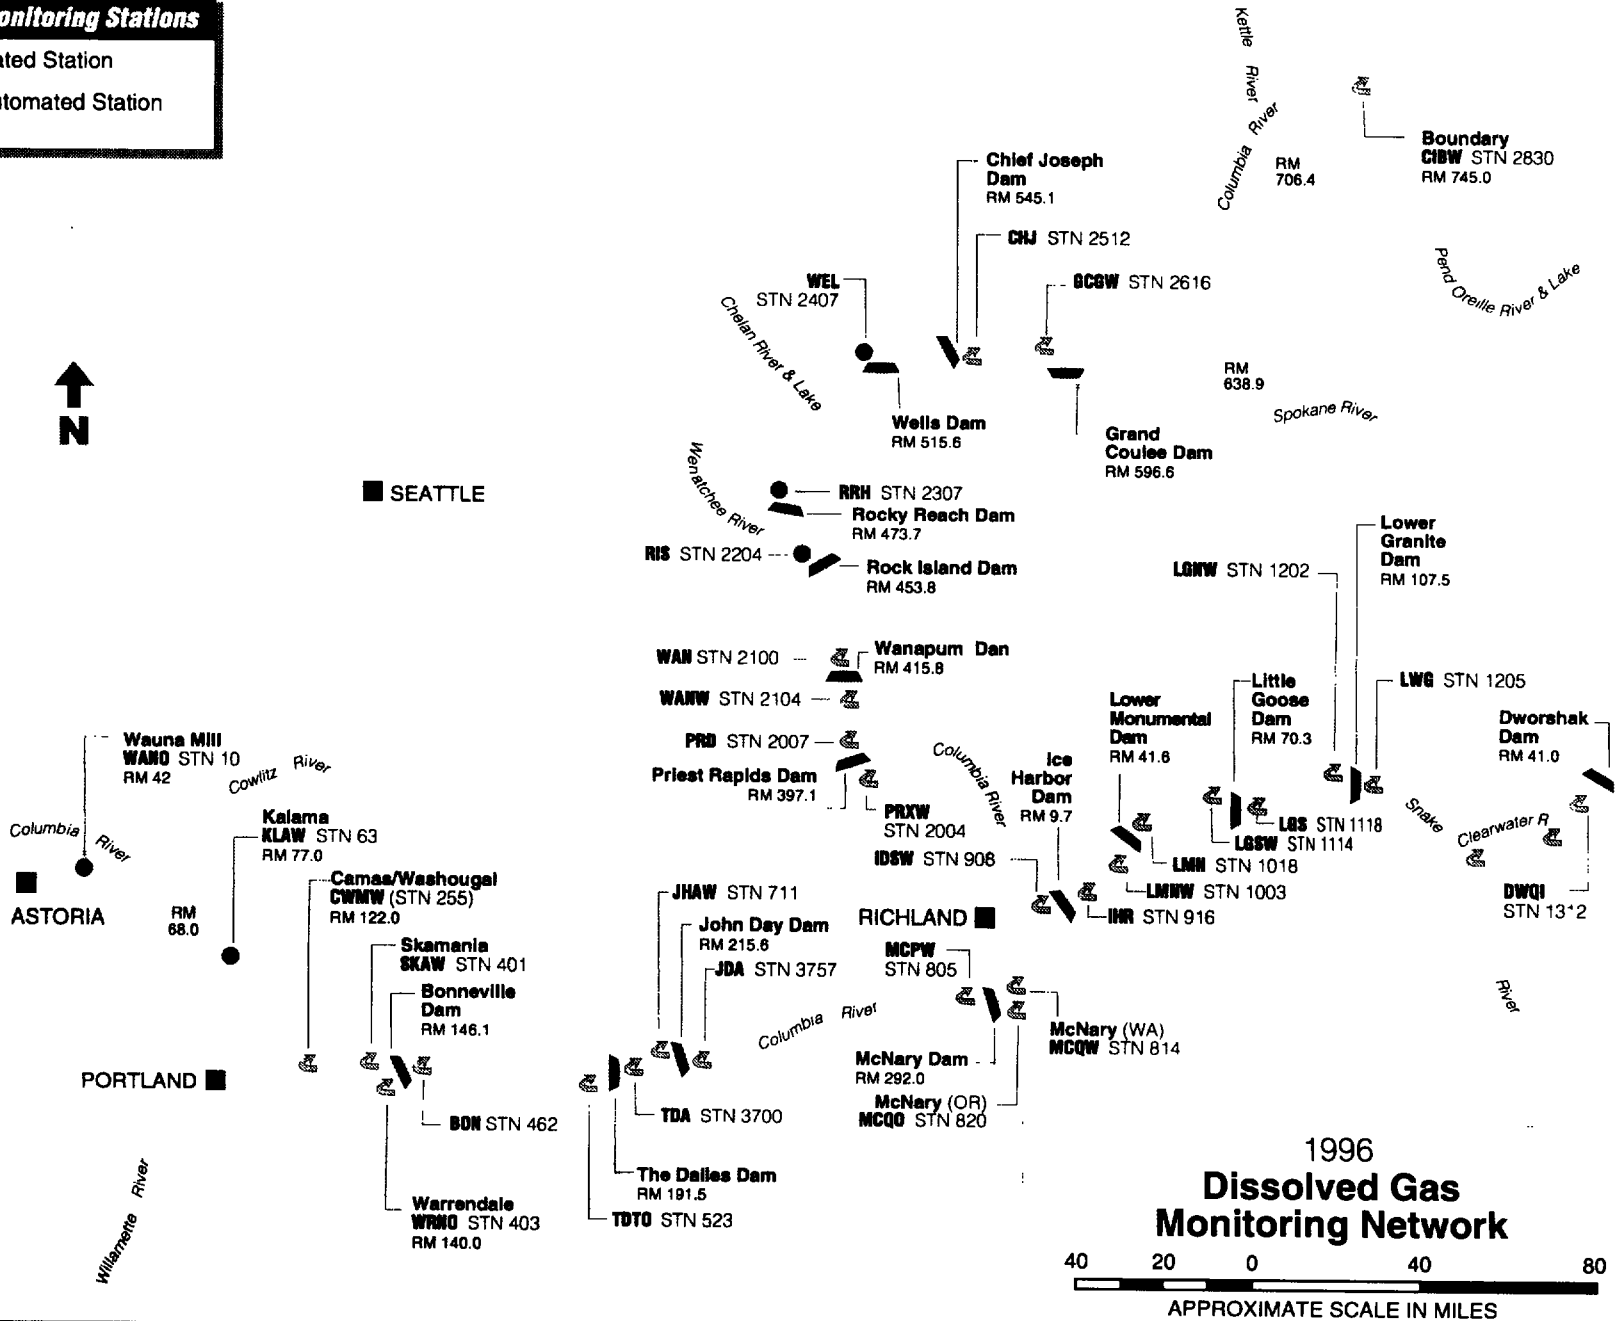 onitoring Stations
ated Station
utomated Station
Kettle River
Columbia River
RM
706.4
Boundary
CIBW STN 2830
RM 745.0
Pend Oreille River & Lake
Chief Joseph
Dam
RM 545.1
CHJ STN 2512
GCGW STN 2616
WEL
STN 2407
Chelan River & Lake
Wells Dam
RM 515.6
RM
638.9
Spokane River
Grand
Coulee Dam
RM 596.6
N
SEATTLE
Wenatchee River
RRH STN 2307
Rocky Reach Dam
RM 473.7
RIS STN 2204
Rock Island Dam
RM 453.8
Lower
Granite
Dam
RM 107.5
LGNW STN 1202
WAN STN 2100
Wanapum Dan
RM 415.8
WANW STN 2104
PRD STN 2007
Priest Rapids Dam
RM 397.1
PRXW
STN 2004
Columbia River
Ice
Harbor
Dam
RM 9.7
Lower
Monumental
Dam
RM 41.6
Little
Goose
Dam
RM 70.3
LWG STN 1205
Dworshak
Dam
RM 41.0
LGS STN 1118
LGSW STN 1114
LMN STN 1018
LMNW STN 1003
IHR STN 916
IDSW STN 908
Snake
Clearwater R
DWQI
STN 13*2
River
Wauna Mill
WANO STN 10
RM 42
Cowlitz River
Columbia River
Kalama
KLAW STN 63
RM 77.0
ASTORIA
RM
68.0
Camas/Washougal
CWMW (STN 255)
RM 122.0
Skamania
SKAW STN 401
Bonneville
Dam
RM 146.1
PORTLAND
BON STN 462
Warrendale
WRNO STN 403
RM 140.0
Willamette River
JHAW STN 711
John Day Dam
RM 215.6
JDA STN 3757
Columbia River
TDA STN 3700
The Dalles Dam
RM 191.5
TDTO STN 523
RICHLAND
MCPW
STN 805
McNary (WA)
MCQW STN 814
McNary Dam
RM 292.0
McNary (OR)
MCQO STN 820
1996
Dissolved Gas
Monitoring Network
40 20 0 40 80
APPROXIMATE SCALE IN MILES